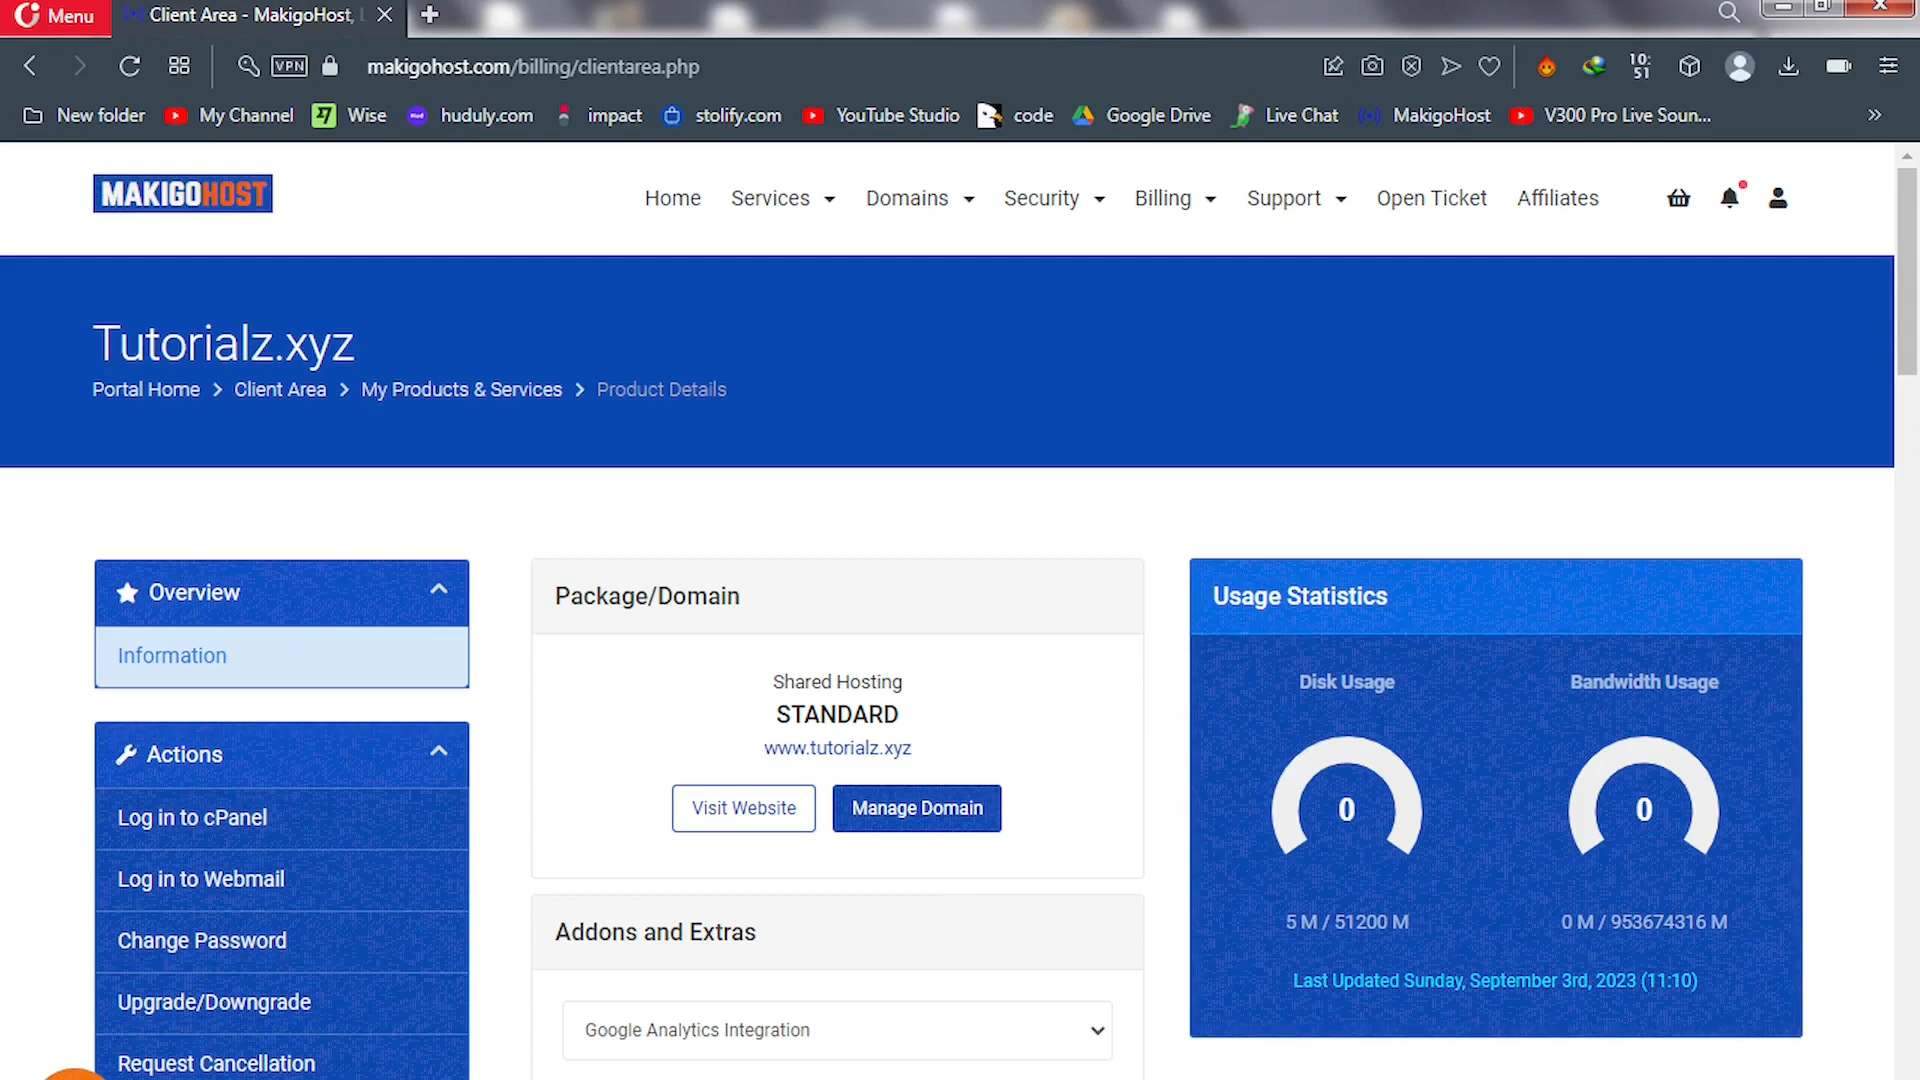 Menu
Client Area - MakigoHost,
VPN
makigohost.com/billing/clientarea.php
10:
51
New folder
My Channel
Wise
huduly.com
impact
stolify.com
YouTube Studio
code
Google Drive
Live Chat
MakigoHost
V300 Pro Live Soun...
MAKIGOHOST
Home
Services
Domains
Security
Billing
Support
Open Ticket
Affiliates
Tutorialz.xyz
Portal Home > Client Area > My Products & Services > Product Details
Overview
Information
Actions
Log in to cPanel
Log in to Webmail
Change Password
Upgrade/Downgrade
Request Cancellation
Package/Domain
Shared Hosting
STANDARD
www.tutorialz.xyz
Visit Website
Manage Domain
Addons and Extras
Google Analytics Integration
Usage Statistics
Disk Usage
Bandwidth Usage
0
0
5 M / 51200 M
0 M / 953674316 M
Last Updated Sunday, September 3rd, 2023 (11:10)